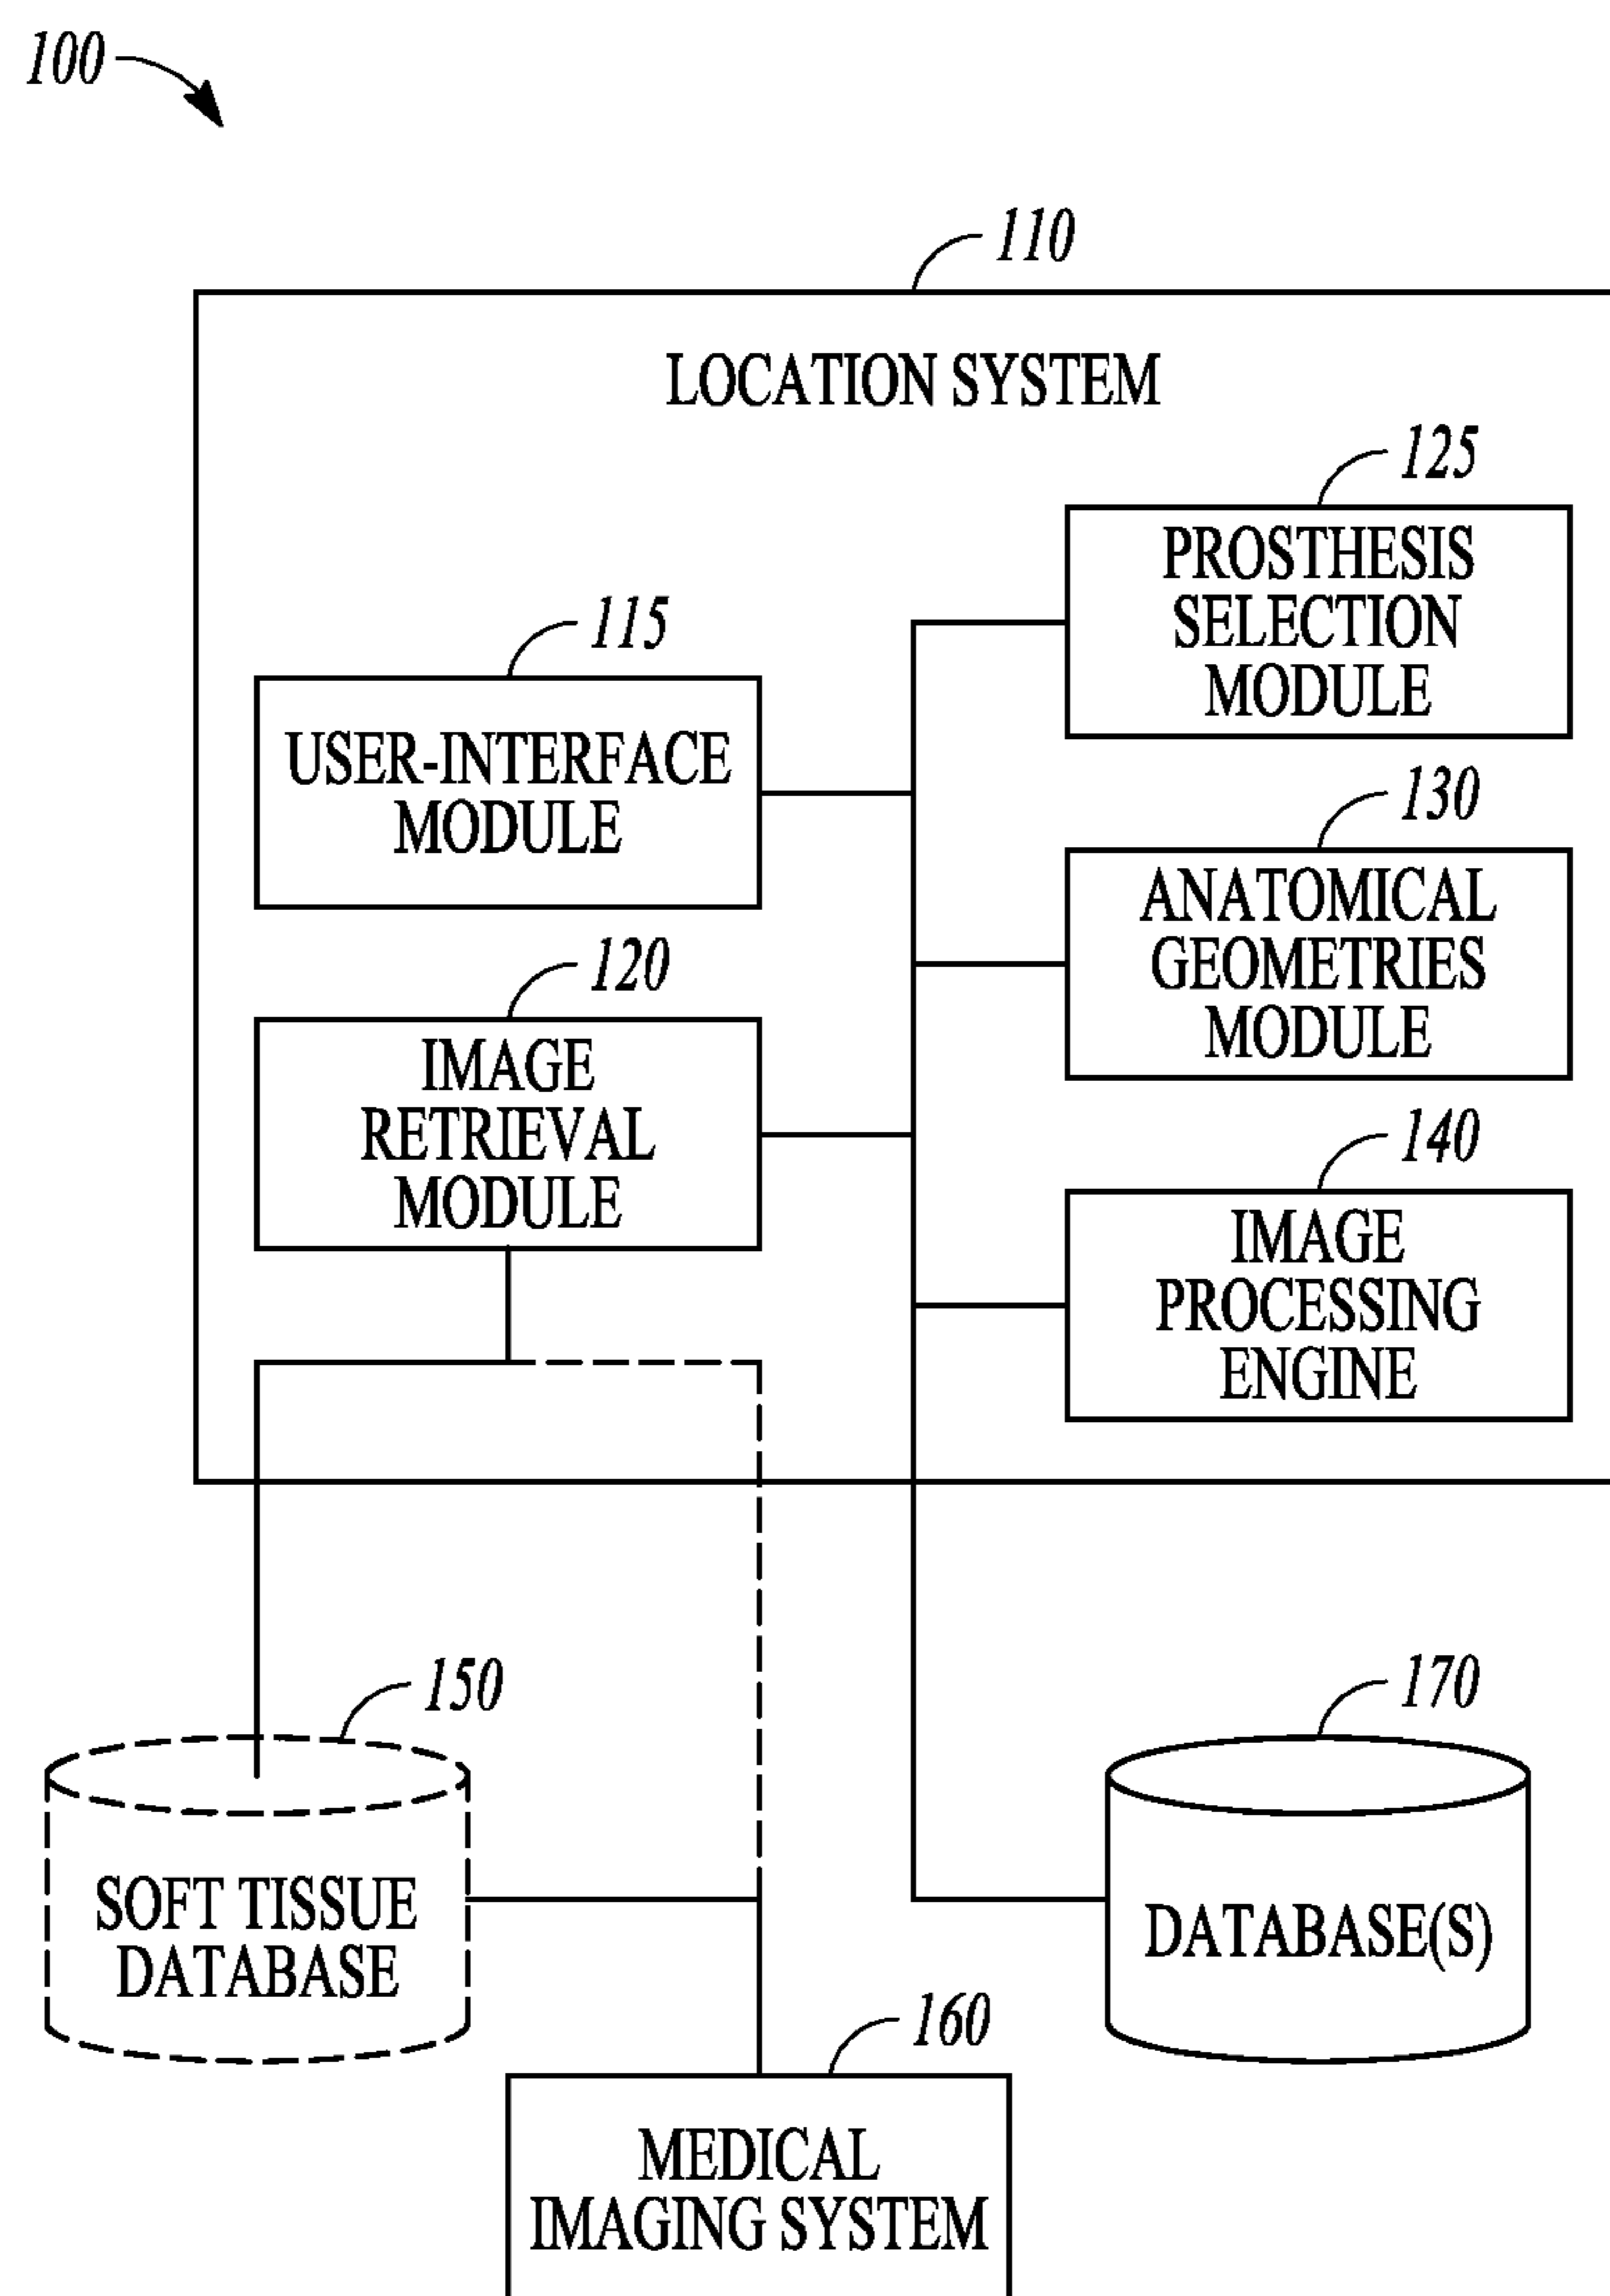 100
110
LOCATION SYSTEM
125
PROSTHESIS
SELECTION
MODULE
115
USER-INTERFACE
MODULE
130
ANATOMICAL
GEOMETRIES
MODULE
120
IMAGE
RETRIEVAL
MODULE
140
IMAGE
PROCESSING
ENGINE
150
SOFT TISSUE
DATABASE
170
DATABASE(S)
160
MEDICAL
IMAGING SYSTEM